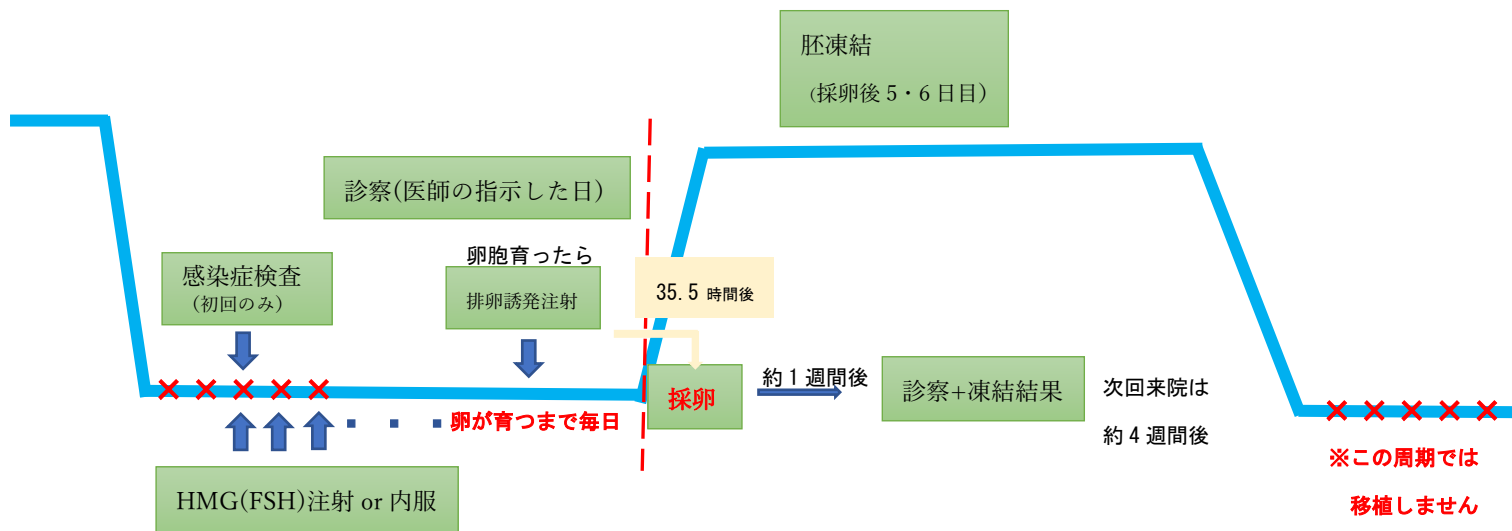 胚凍結
（採卵後 5・6 日目）
診察(医師の指示した日)
卵胞育ったら
感染症検査
（初回のみ）
排卵誘発注射
35.5 時間後
採卵
約１週間後
診察+凍結結果
次回来院は
約４週間後
卵が育つまで毎日
HMG(FSH)注射 or 内服
※この周期では
移植しません